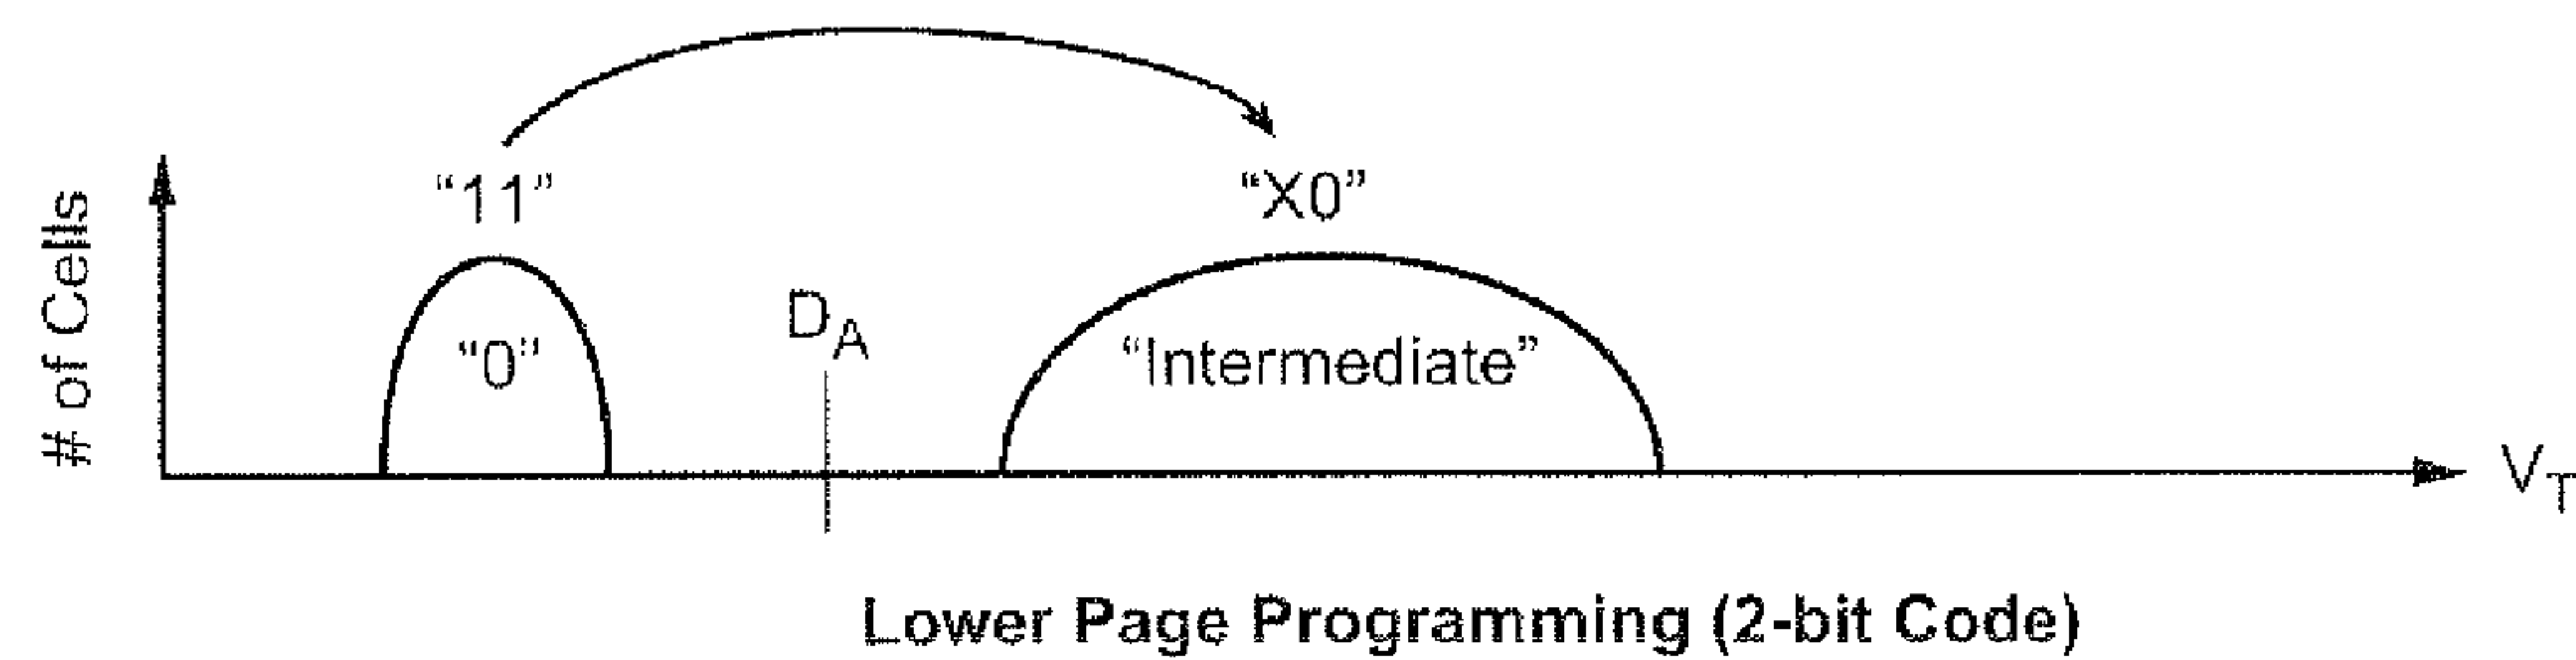 “11”
“X0”
# of Cells
“0”
DA
“Intermediate”
VT
Lower Page Programming (2-bit Code)